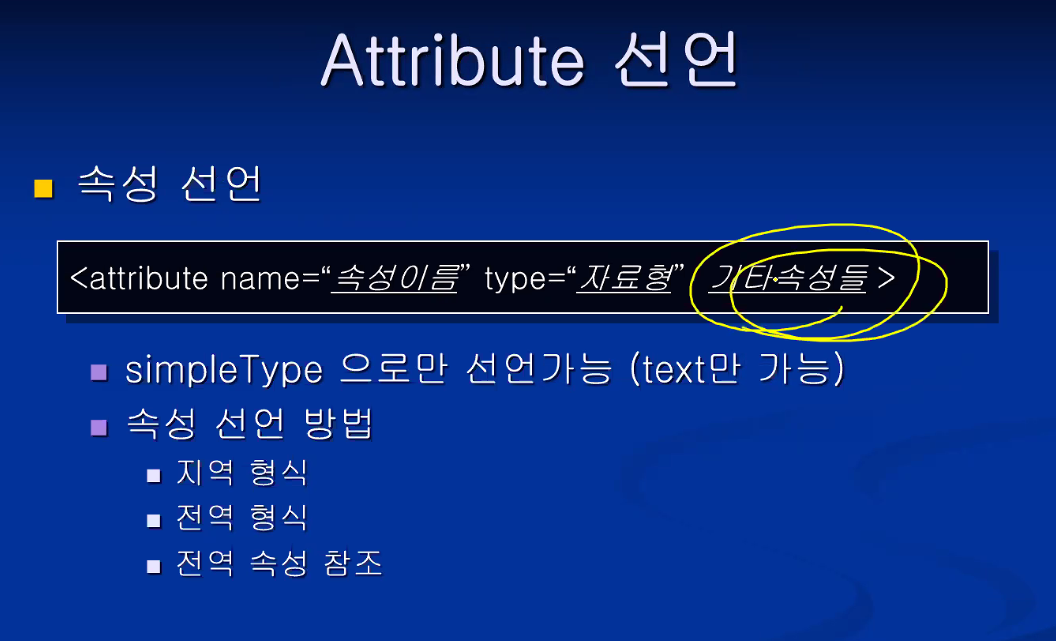 Attribute 선언
속성 선언
<attribute name=“속성이름” type=“자료형” 기타속성들 >
simpleType 으로만 선언가능 (text만 가능)
속성 선언 방법
지역 형식
전역 형식
전역 속성 참조